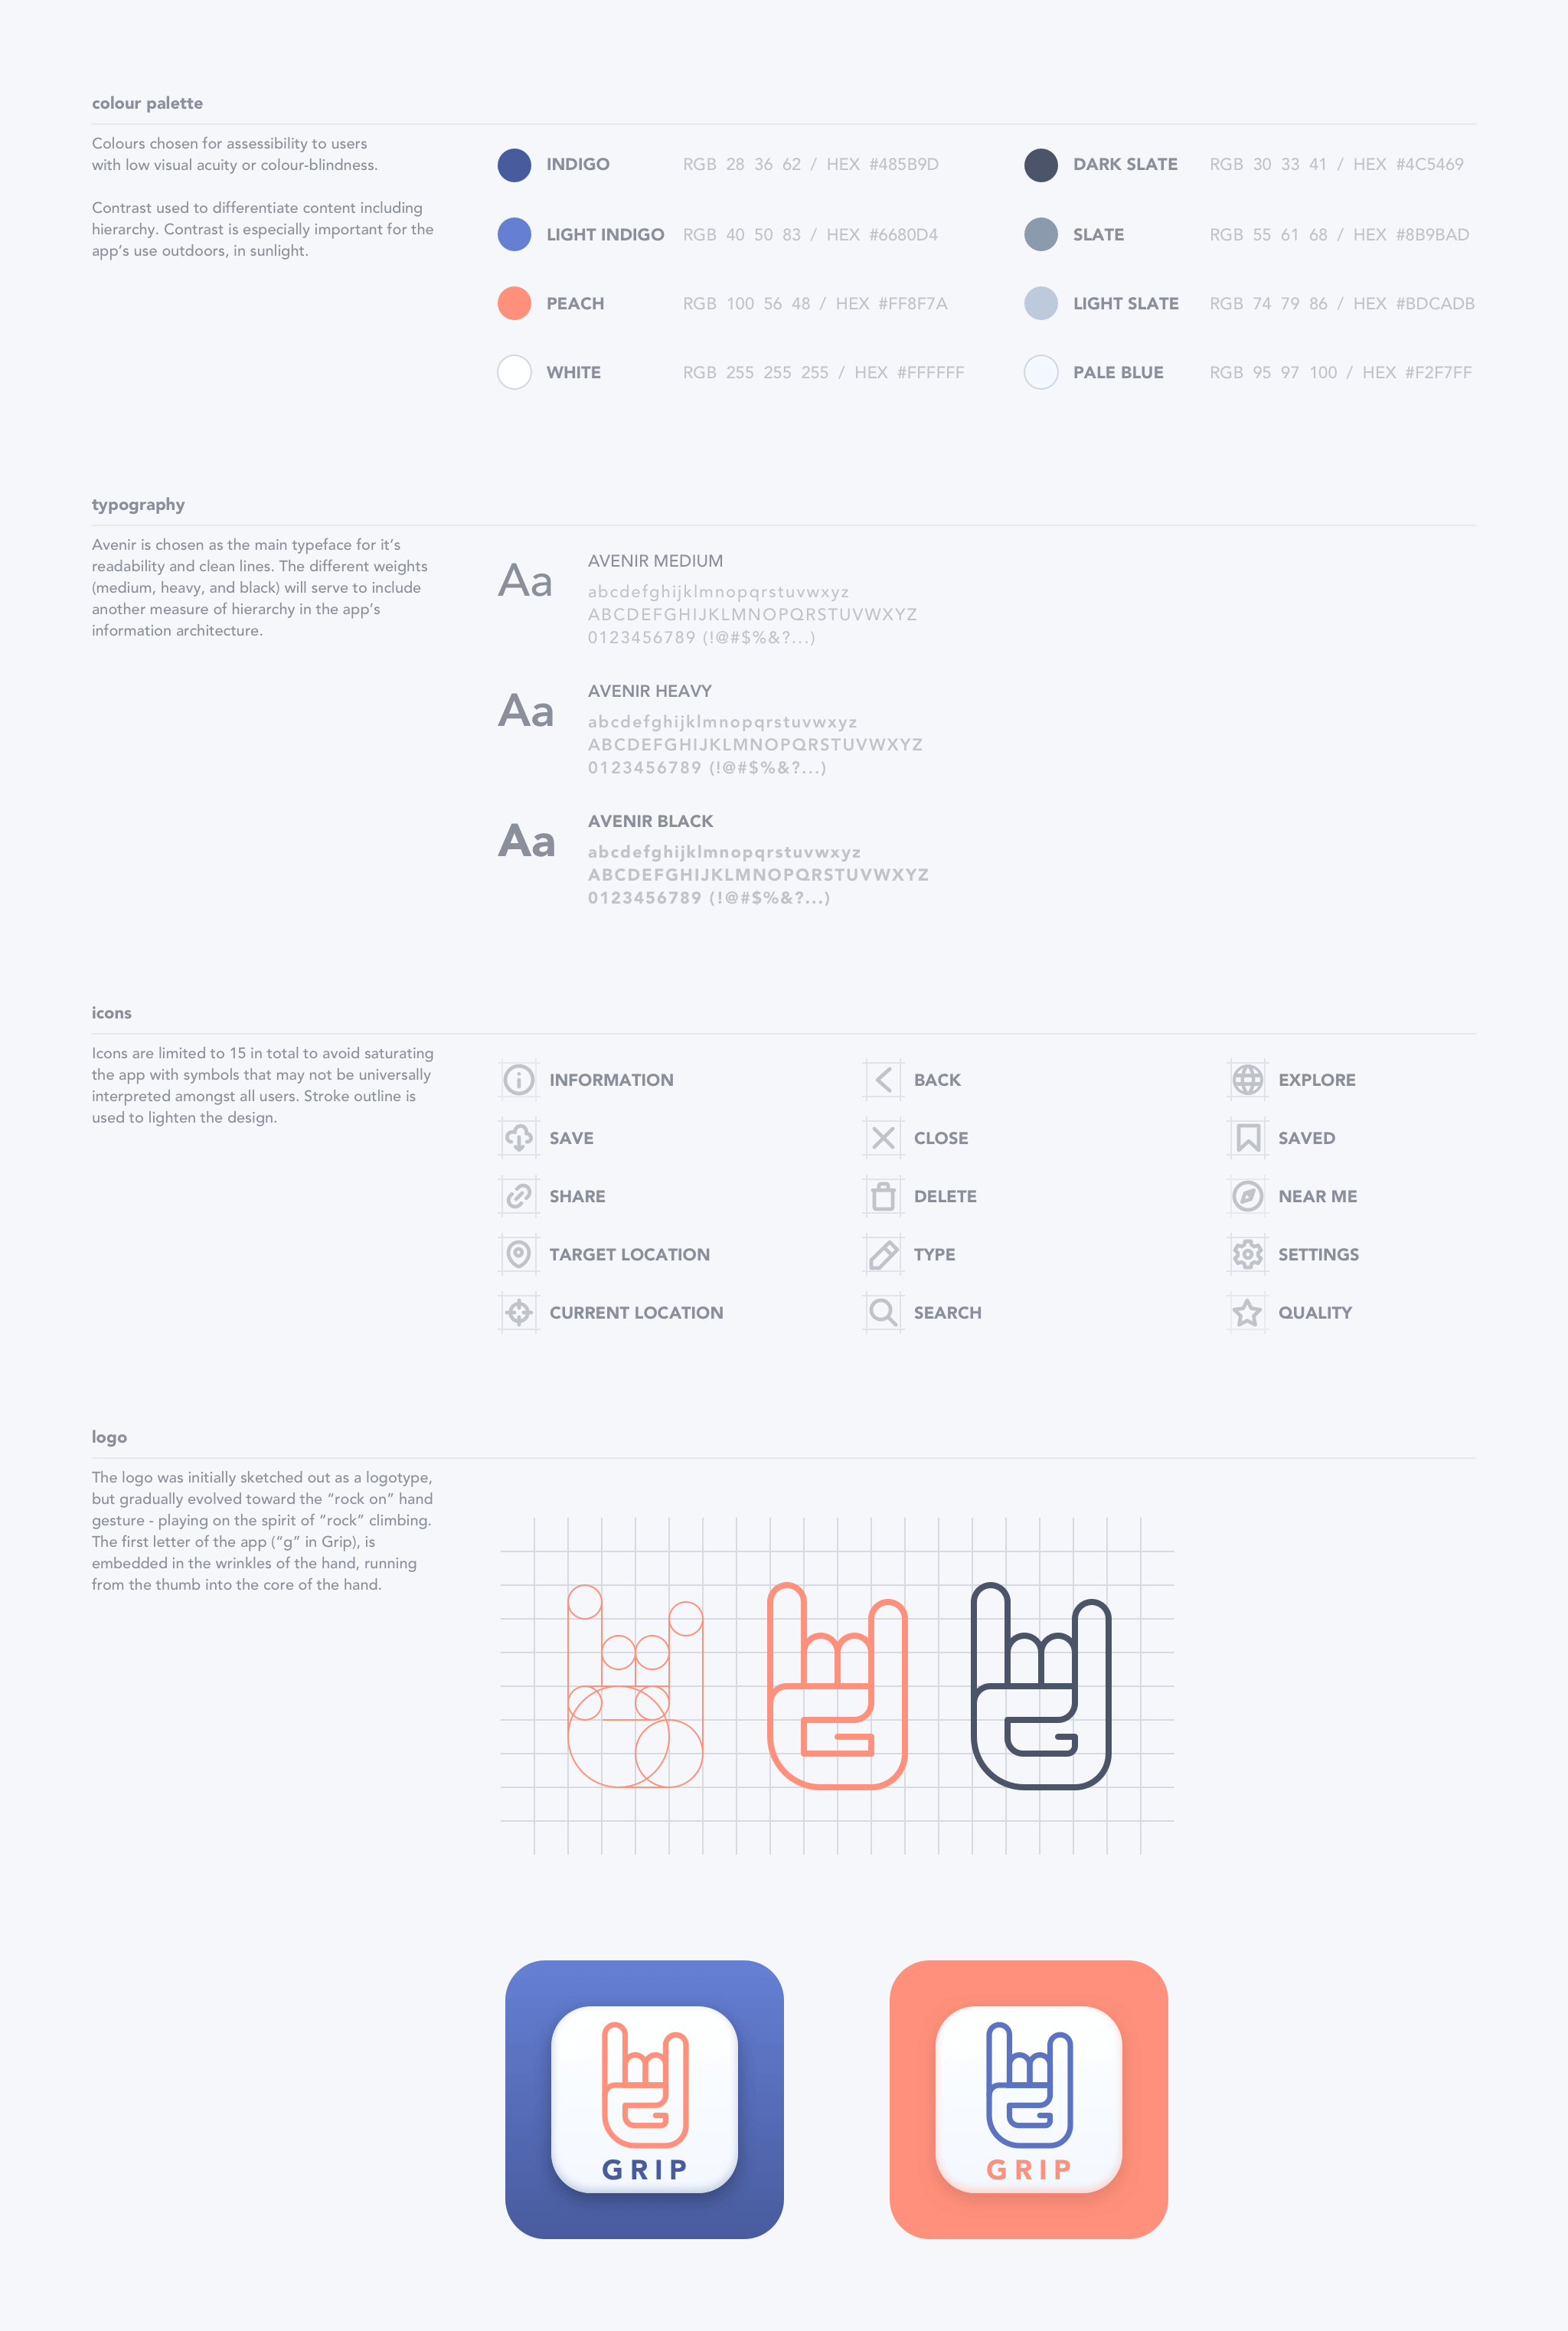 colour palette
Colours chosen for assessibility to users
with low visual acuity or colour-blindness.
Contrast used to differentiate content including
hierarchy. Contrast is especially important for the
app’s use outdoors, in sunlight.
INDIGO RGB 28 36 62 / HEX #485B9D
DARK SLATE RGB 30 33 41 / HEX #4C5469
LIGHT INDIGO RGB 40 50 83 / HEX #6680D4
SLATE RGB 55 61 68 / HEX #8B9BAD
PEACH RGB 100 56 48 / HEX #FF8F7A
LIGHT SLATE RGB 74 79 86 / HEX #BDCADB
WHITE RGB 255 255 255 / HEX #FFFFFF
PALE BLUE RGB 95 97 100 / HEX #F2F7FF
typography
Avenir is chosen as the main typeface for it’s
readability and clean lines. The different weights
(medium, heavy, and black) will serve to include
another measure of hierarchy in the app’s
information architecture.
Aa
AVENIR MEDIUM
abcdefghijklmnopqrstuvwxyz
ABCDEFGHIJKLMNOPQRSTUVWXYZ
0123456789 (!@#$%&?...)
Aa
AVENIR HEAVY
abcdefghijklmnopqrstuvwxyz
ABCDEFGHIJKLMNOPQRSTUVWXYZ
0123456789 (!@#$%&?...)
Aa
AVENIR BLACK
abcdefghijklmnopqrstuvwxyz
ABCDEFGHIJKLMNOPQRSTUVWXYZ
0123456789 (!@#$%&?...)
icons
Icons are limited to 15 in total to avoid saturating
the app with symbols that may not be universally
interpreted amongst all users. Stroke outline is
used to lighten the design.
INFORMATION
BACK
EXPLORE
SAVE
CLOSE
SAVED
SHARE
DELETE
NEAR ME
TARGET LOCATION
TYPE
SETTINGS
CURRENT LOCATION
SEARCH
QUALITY
logo
The logo was initially sketched out as a logotype,
but gradually evolved toward the “rock on” hand
gesture - playing on the spirit of “rock” climbing.
The first letter of the app (“g” in Grip), is
embedded in the wrinkles of the hand, running
from the thumb into the core of the hand.
GRIP
GRIP